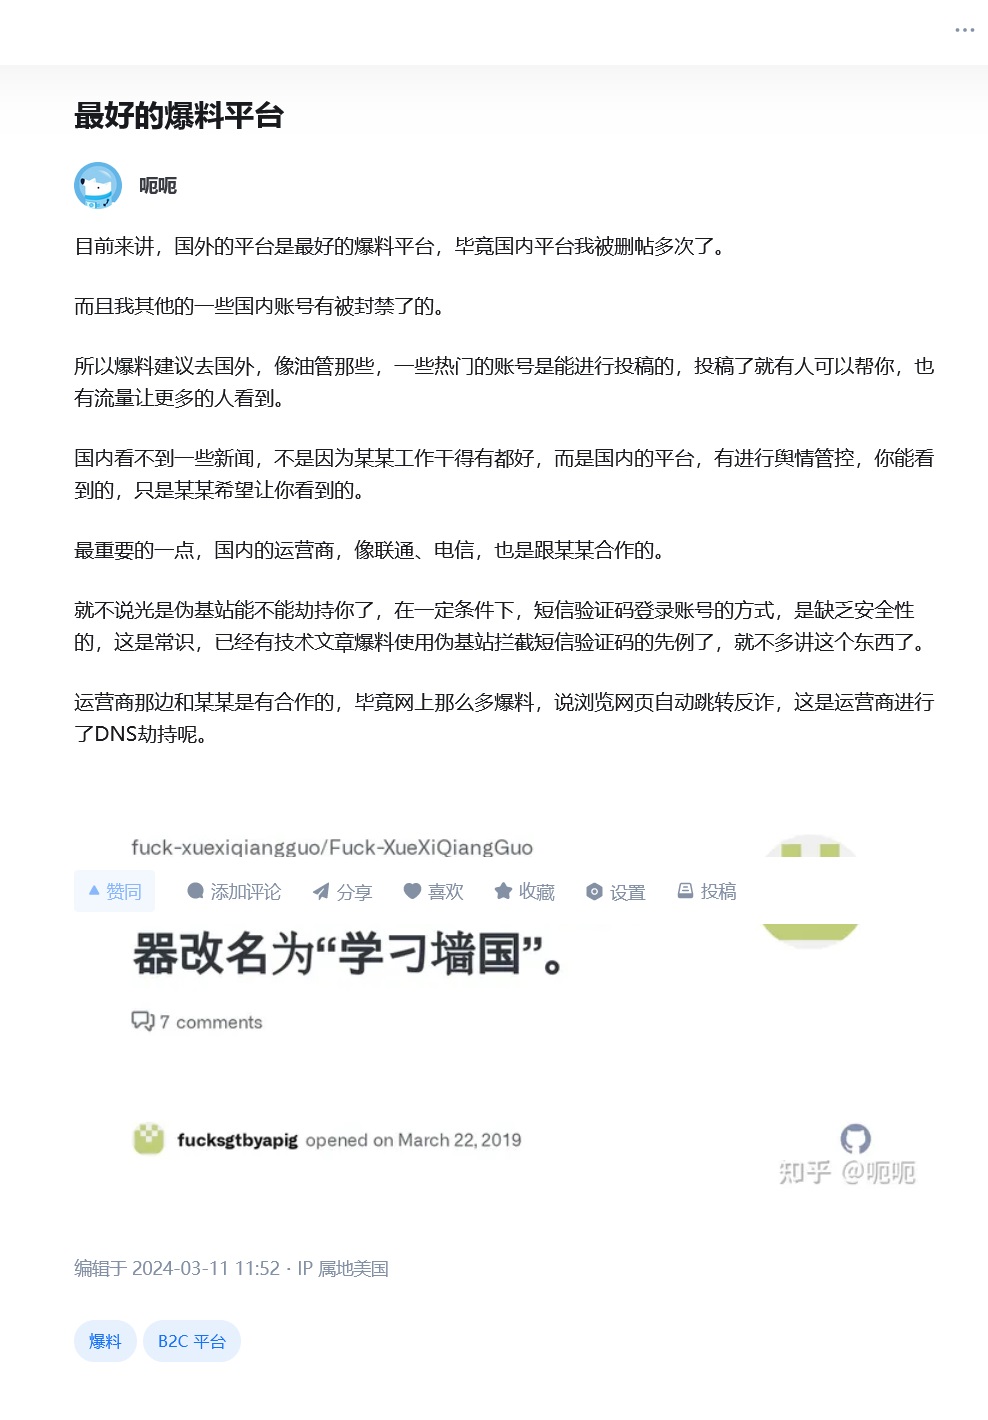 最好的爆料平台
呃呃
目前来讲，国外的平台是最好的爆料平台，毕竟国内平台我被删帖多次了。
而且我其他的一些国内账号有被封禁了的。
所以爆料建议去国外，像油管那些，一些热门的账号是能进行投稿的，投稿了就有人可以帮你，也
有流量让更多的人看到。
国内看不到一些新闻，不是因为某某工作干得有都好，而是国内的平台，有进行舆情管控，你能看
到的，只是某某希望让你看到的。
最重要的一点，国内的运营商，像联通、电信，也是跟某某合作的。
就不说光是伪基站能不能劫持你了，在一定条件下，短信验证码登录账号的方式，是缺乏安全性
的，这是常识，已经有技术文章爆料使用伪基站拦截短信验证码的先例了，就不多讲这个东西了。
运营商那边和某某是有合作的，毕竟网上那么多爆料，说浏览网页自动跳转反诈，这是运营商进行
了DNS劫持呢。
fuck-xuexiqiangguo/Fuck-XueXiQiangGuo
赞同 添加评论 分享 喜欢 收藏 设置 投稿
器改名为“学习墙国”。
7 comments
fucksgtbyapig opened on March 22, 2019
知乎 @呃呃
编辑于 2024-03-11 11:52 · IP 属地美国
爆料 B2C 平台